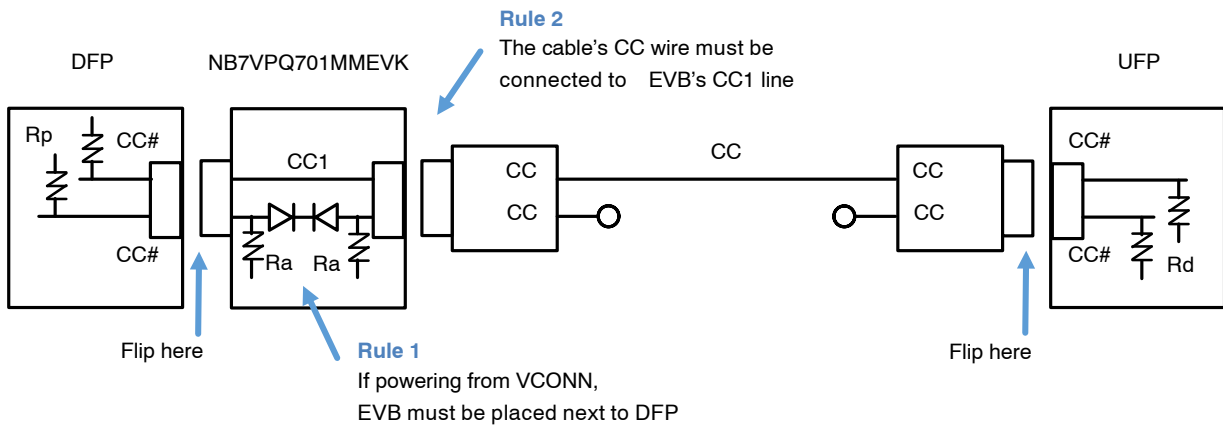 Rule 2
The cable's CC wire must be
connected to EVB's CC1 line
DFP
NB7VPQ701MMEVK
UFP
Rp
CC#
CC1
CC
CC
CC
CC
CC
CC#
CC#
Ra
Ra
CC#
Rd
Flip here
Rule 1
If powering from VCONN,
EVB must be placed next to DFP
Flip here